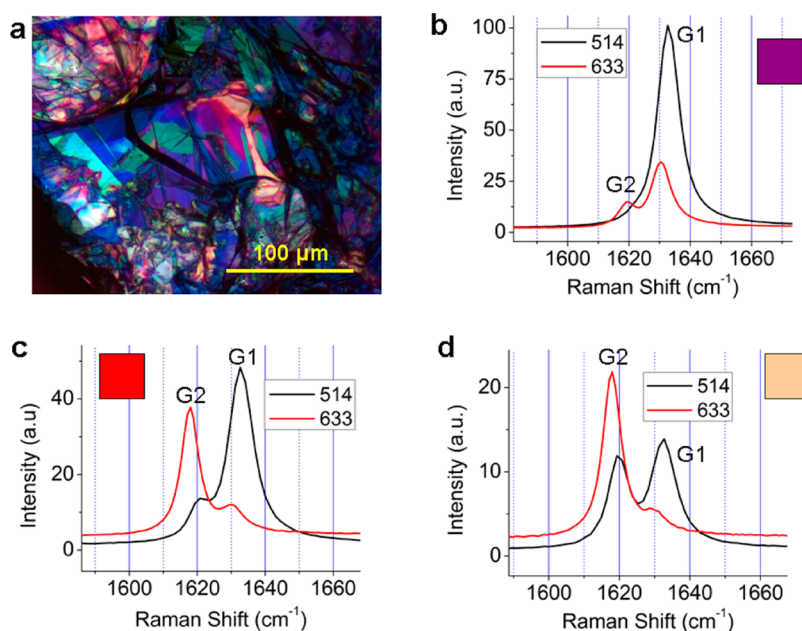 a
100 µm
b
Intensity (a.u.)
100
75
50
25
0
514
633
G1
G2
1600 1620 1640 1660
Raman Shift (cm-1)
c
Intensity (a.u)
40
20
0
G2
G1
514
633
1600 1620 1640 1660
Raman Shift (cm-1)
d
Intensity (a.u.)
20
10
0
G2
G1
514
633
1600 1620 1640 1660
Raman Shift (cm-1)